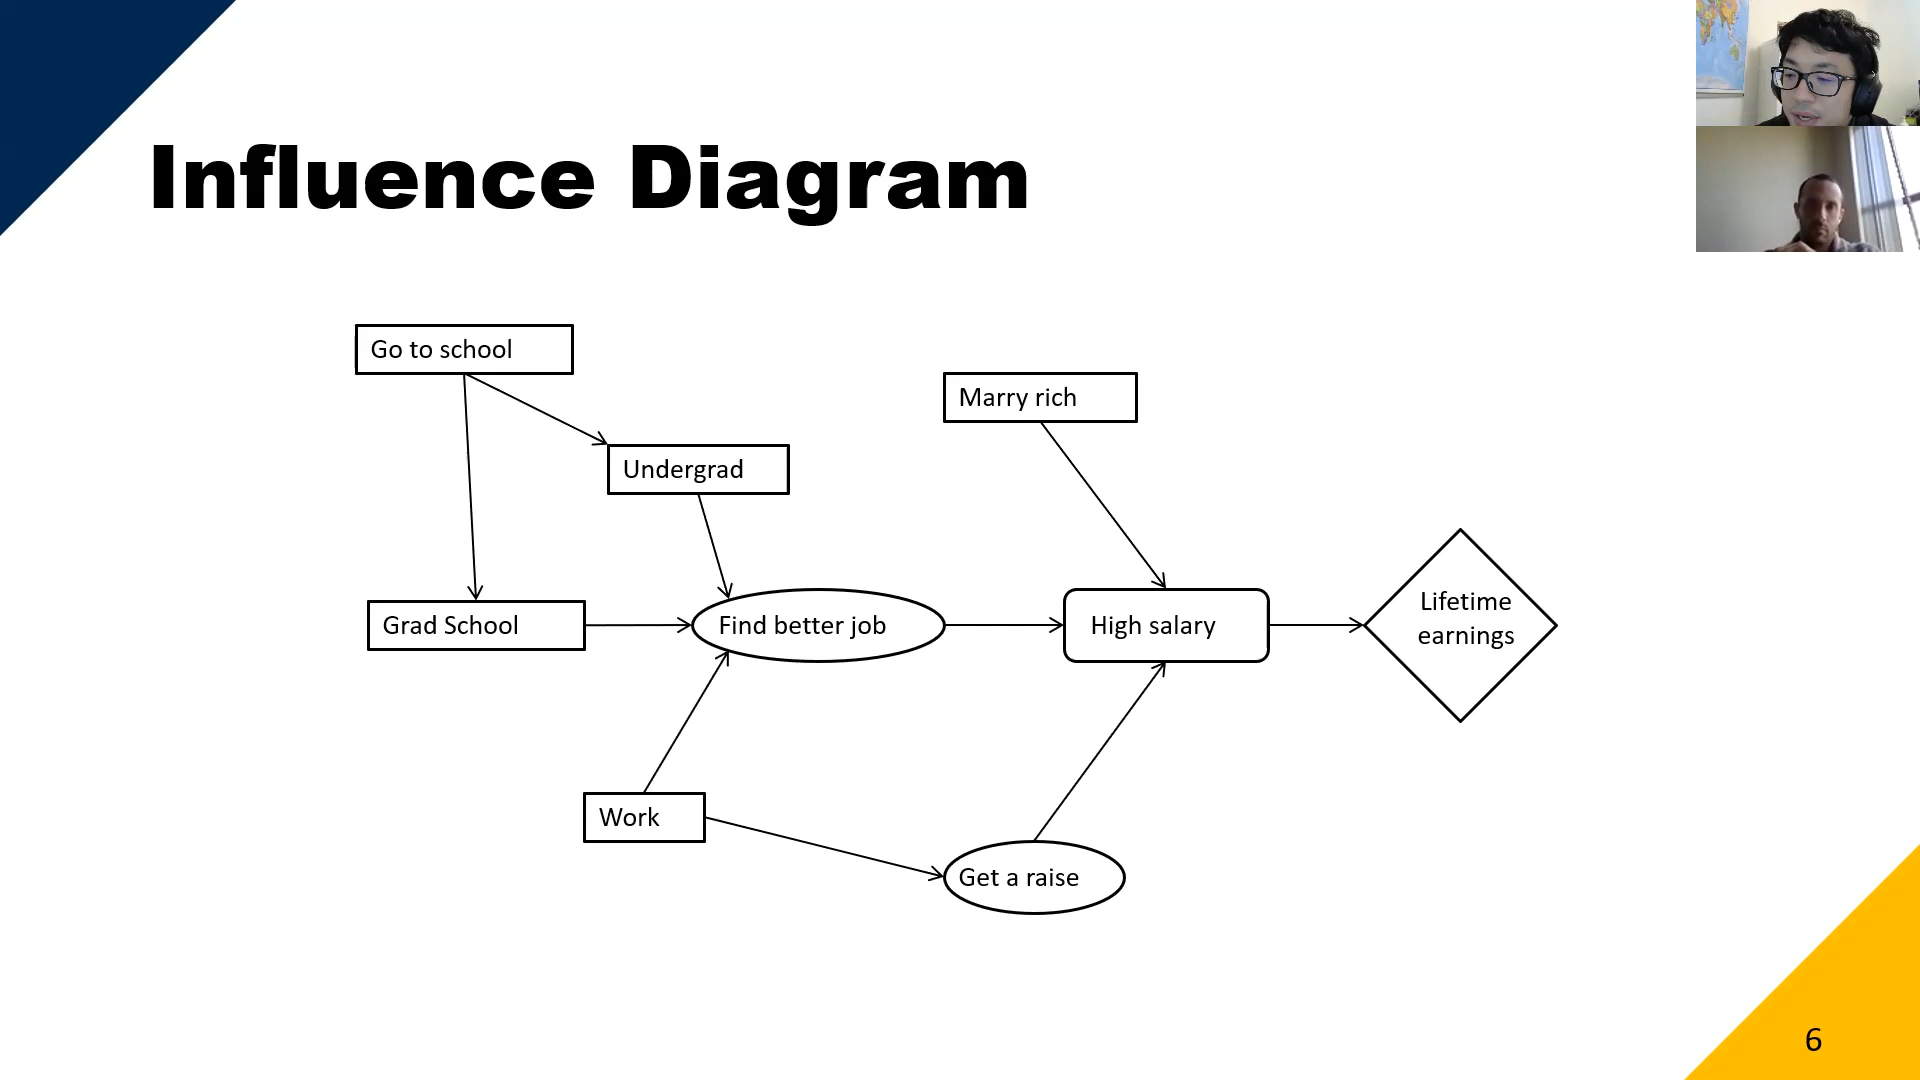 Influence Diagram
Go to school
Marry rich
Undergrad
Grad School
Find better job
High salary
Lifetime
earnings
Work
Get a raise
6